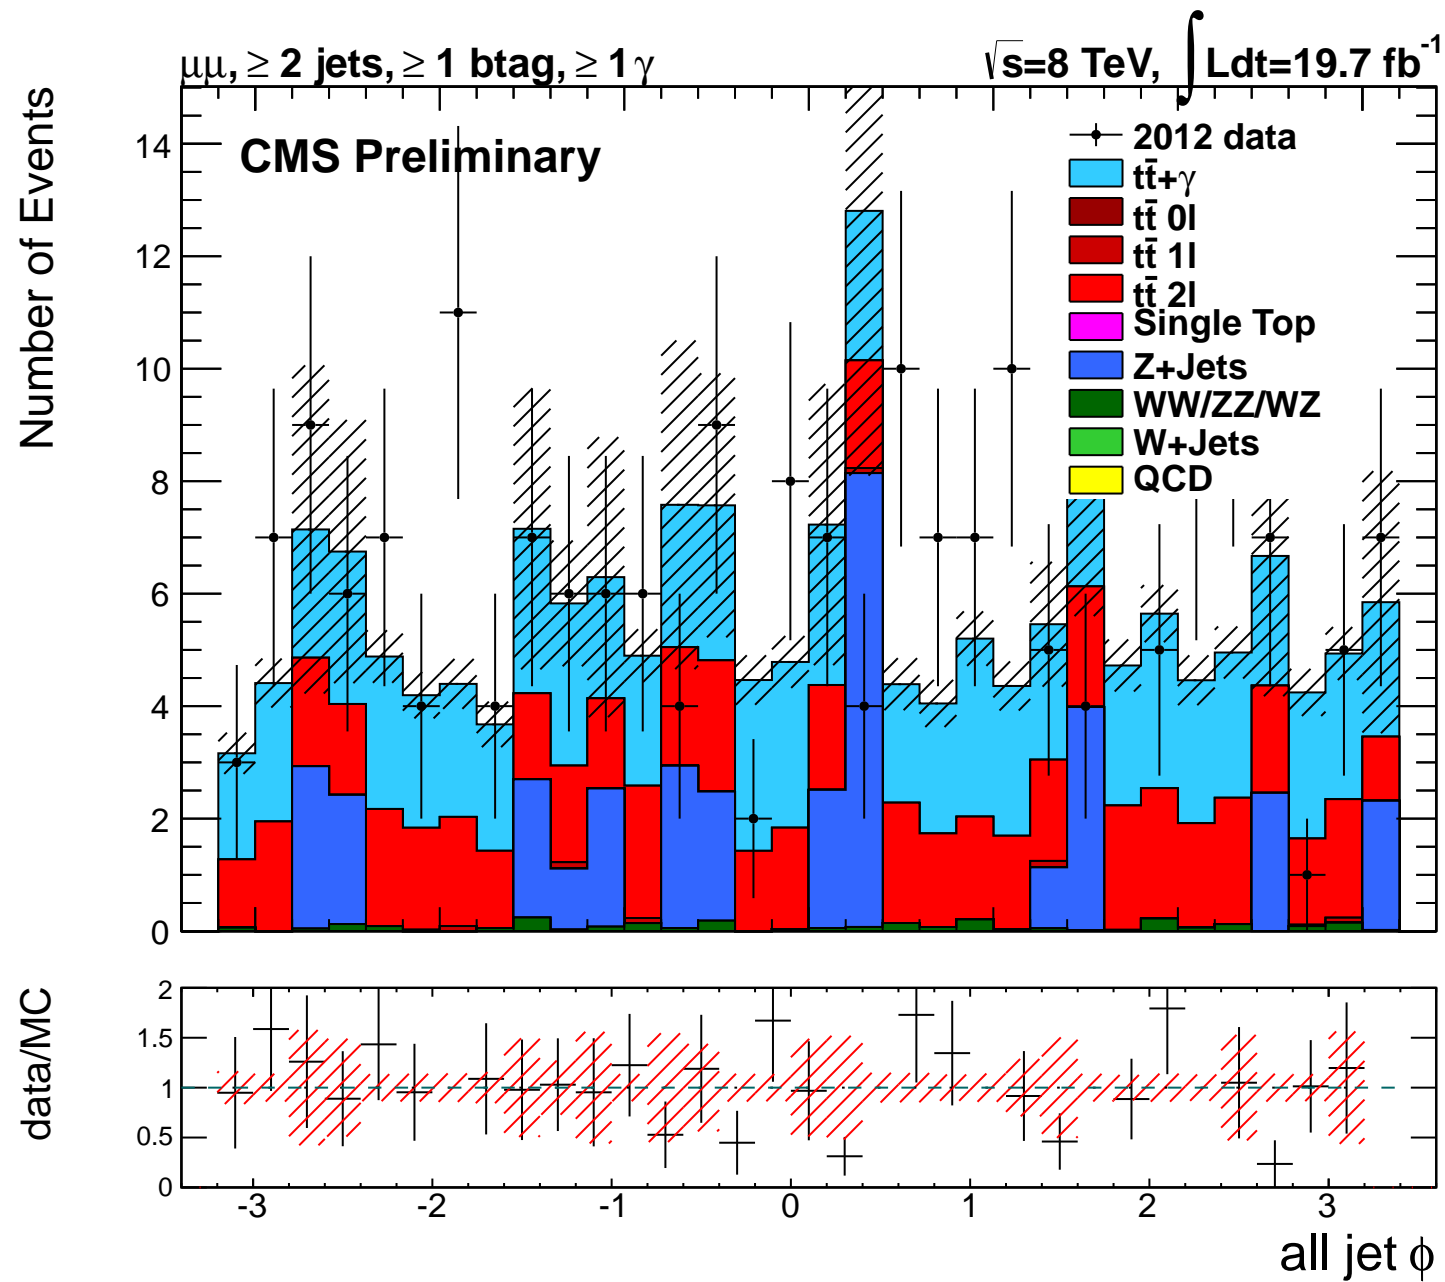 μμ, ≥ 2 jets, ≥ 1 btag, ≥ 1 γ
√s=8 TeV, ∫ Ldt=19.7 fb⁻¹
Number of Events
CMS Preliminary
2012 data
tt̄+γ
tt̄ 0l
tt̄ 1l
tt̄ 2l
Single Top
Z+Jets
WW/ZZ/WZ
W+Jets
QCD
14
12
10
8
6
4
2
0
data/MC
2
1.5
1
0.5
0
-3 -2 -1 0 1 2 3
all jet ϕ